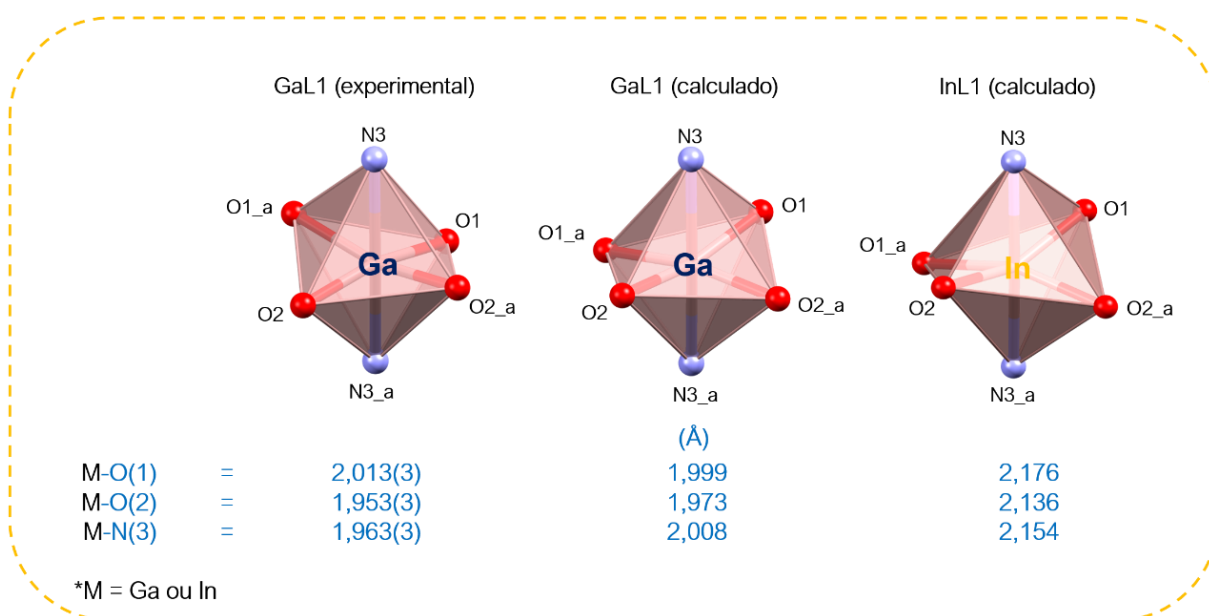 GaL1 (experimental) GaL1 (calculado) InL1 (calculado)
N3 N3 N3
O1_a O1 O1_a O1 O1_a O1
Ga Ga In
O2 O2_a O2 O2_a O2 O2_a
N3_a N3_a N3_a
(Å)
M-O(1) = 2,013(3) 1,999 2,176
M-O(2) = 1,953(3) 1,973 2,136
M-N(3) = 1,963(3) 2,008 2,154
*M = Ga ou In